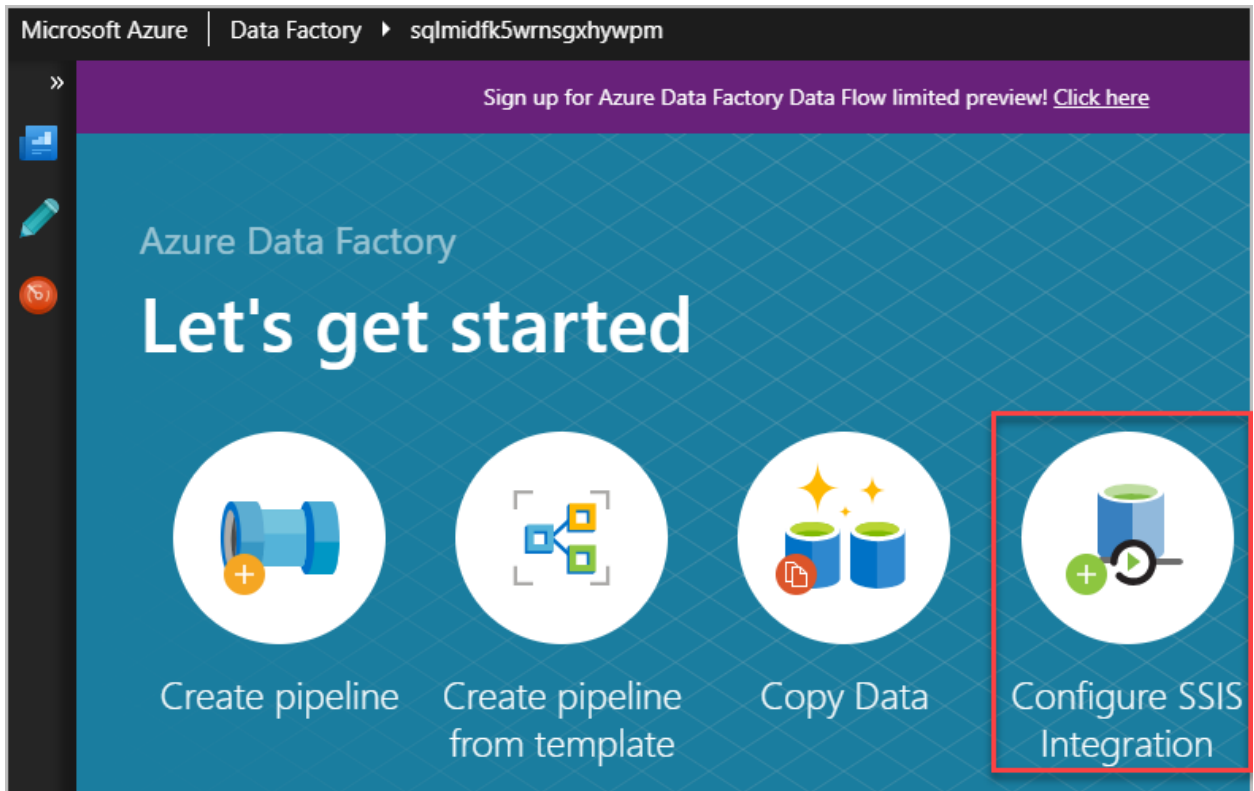 Microsoft Azure | Data Factory ▸ sqlmidfk5wrnsgxhywpm
»
Sign up for Azure Data Factory Data Flow limited preview! Click here
Azure Data Factory
Let's get started
Create pipeline
Create pipeline
from template
Copy Data
Configure SSIS
Integration